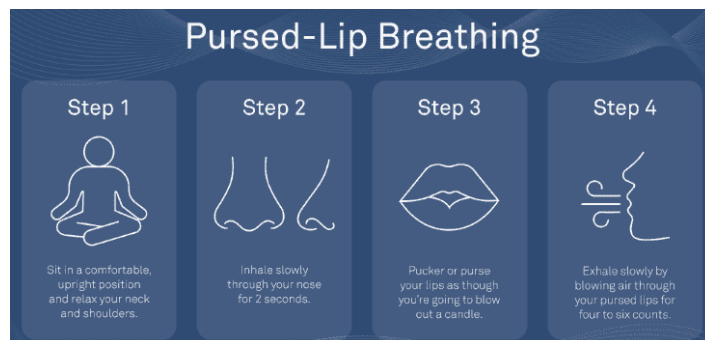 Pursed-Lip Breathing
Step 1
Sit in a comfortable,
upright position
and relax your neck
and shoulders.
Step 2
Inhale slowly
through your nose
for 2 seconds.
Step 3
Pucker or purse
your lips as though
you're going to blow
out a candle.
Step 4
Exhale slowly by
blowing air through
your pursed lips for
four to six counts.